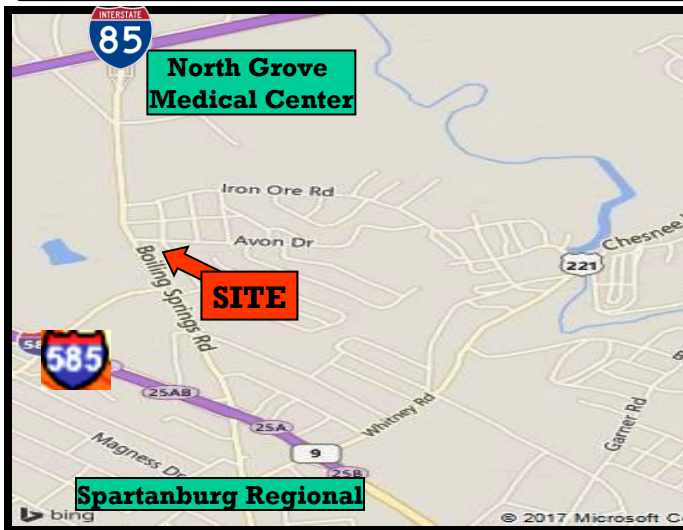 INTERSTATE
85
North Grove
Medical Center
Iron Ore Rd
Avon Dr
Chesnee
221
Boiling Springs Rd
SITE
585
25AB
25A
Whitney Rd
Garner Rd
9
Magness Dr
25B
Spartanburg Regional
bing
© 2017 Microsoft C